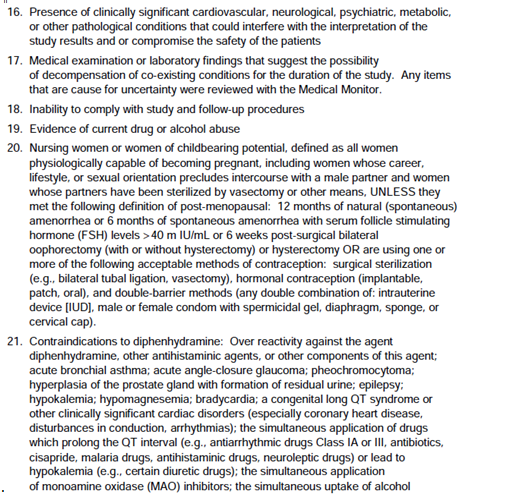 16. Presence of clinically significant cardiovascular, neurological, psychiatric, metabolic,
or other pathological conditions that could interfere with the interpretation of the
study results and or compromise the safety of the patients
17. Medical examination or laboratory findings that suggest the possibility
of decompensation of co-existing conditions for the duration of the study. Any items
that are cause for uncertainty were reviewed with the Medical Monitor.
18. Inability to comply with study and follow-up procedures
19. Evidence of current drug or alcohol abuse
20. Nursing women or women of childbearing potential, defined as all women
physiologically capable of becoming pregnant, including women whose career,
lifestyle, or sexual orientation precludes intercourse with a male partner and women
whose partners have been sterilized by vasectomy or other means, UNLESS they
met the following definition of post-menopausal: 12 months of natural (spontaneous)
amenorrhea or 6 months of spontaneous amenorrhea with serum follicle stimulating
hormone (FSH) levels >40 m IU/mL or 6 weeks post-surgical bilateral
oophorectomy (with or without hysterectomy) or hysterectomy OR are using one or
more of the following acceptable methods of contraception: surgical sterilization
(e.g., bilateral tubal ligation, vasectomy), hormonal contraception (implantable,
patch, oral), and double-barrier methods (any double combination of: intrauterine
device [IUD], male or female condom with spermicidal gel, diaphragm, sponge, or
cervical cap).
21. Contraindications to diphenhydramine: Over reactivity against the agent
diphenhydramine, other antihistaminic agents, or other components of this agent;
acute bronchial asthma; acute angle-closure glaucoma; pheochromocytoma;
hyperplasia of the prostate gland with formation of residual urine; epilepsy;
hypokalemia; hypomagnesemia; bradycardia; a congenital long QT syndrome or
other clinically significant cardiac disorders (especially coronary heart disease,
disturbances in conduction, arrhythmias); the simultaneous application of drugs
which prolong the QT interval (e.g., antiarrhythmic drugs Class IA or III, antibiotics,
cisapride, malaria drugs, antihistaminic drugs, neuroleptic drugs) or lead to
hypokalemia (e.g., certain diuretic drugs); the simultaneous application
of monoamine oxidase (MAO) inhibitors; the simultaneous uptake of alcohol